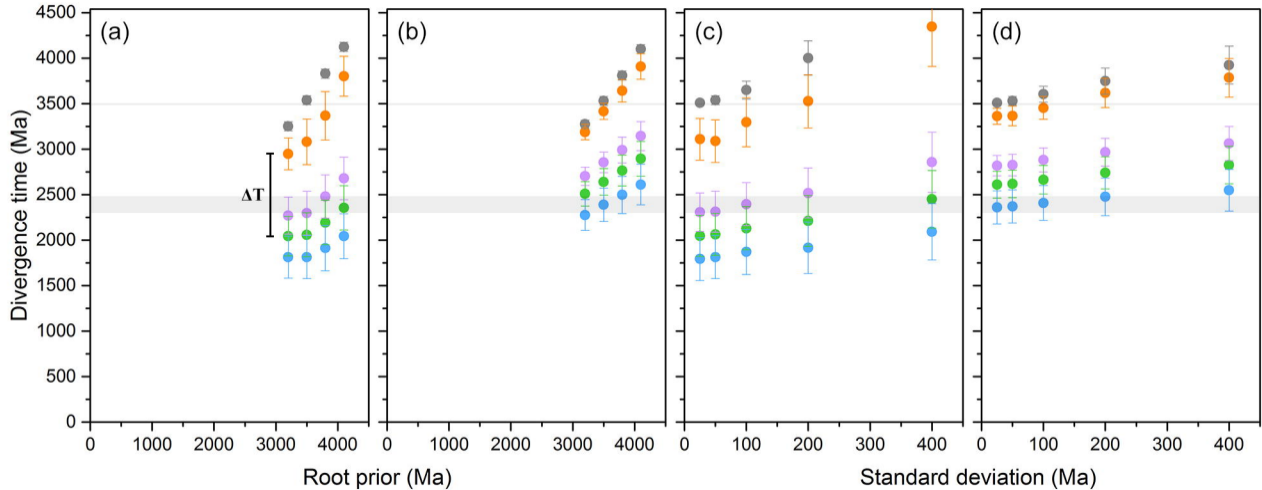 (a)
(b)
(c)
(d)
Divergence time (Ma)
4500
4000
3500
3000
2500
2000
1500
1000
500
0
ΔT
0 1000 2000 3000 4000
0 1000 2000 3000 4000
0 100 200 300 400
0 100 200 300 400
Root prior (Ma)
Standard deviation (Ma)